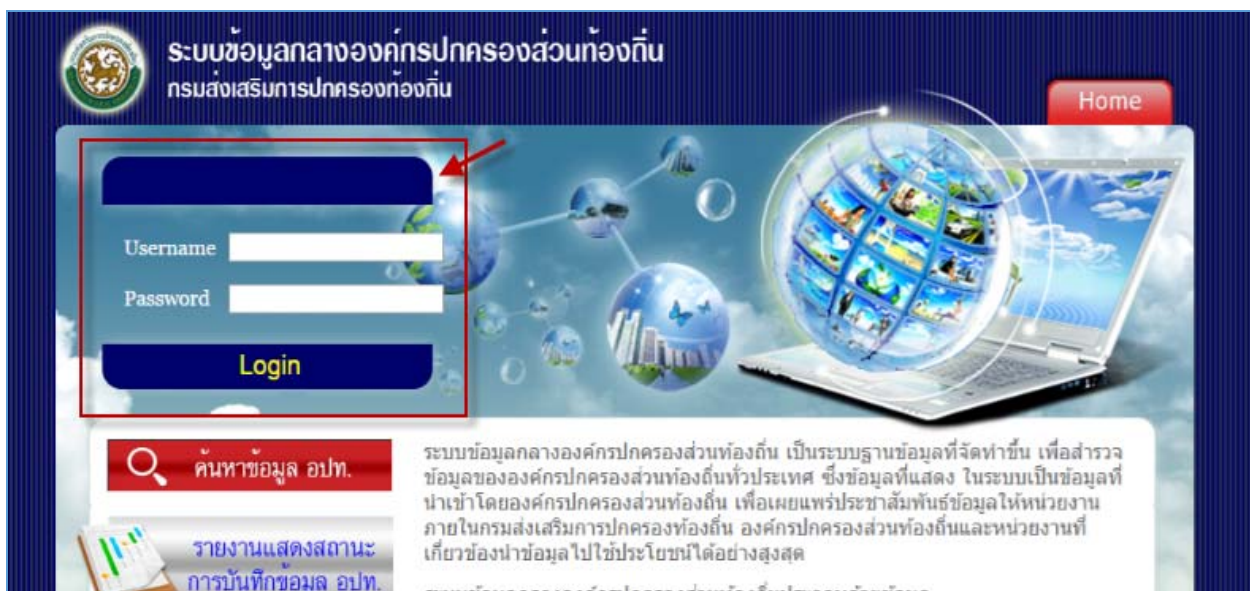 ระบบข้อมูลกลางองค์กรปกครองส่วนท้องถิ่น
กรมส่งเสริมการปกครองท้องถิ่น
Home
Username
Password
Login
ค้นหาข้อมูล อปท.
รายงานแสดงสถานะ
การบันทึกข้อมูล อปท.
ระบบข้อมูลกลางองค์กรปกครองส่วนท้องถิ่น เป็นระบบฐานข้อมูลที่จัดทำขึ้น เพื่อสำรวจ
ข้อมูลขององค์กรปกครองส่วนท้องถิ่นทั่วประเทศ ซึ่งข้อมูลที่แสดง ในระบบเป็นข้อมูลที่
นำเข้าโดยองค์กรปกครองส่วนท้องถิ่น เพื่อเผยแพร่ประชาสัมพันธ์ข้อมูลให้หน่วยงาน
ภายในกรมส่งเสริมการปกครองท้องถิ่น องค์กรปกครองส่วนท้องถิ่นและหน่วยงานที่
เกี่ยวข้องนำข้อมูลไปใช้ประโยชน์ได้อย่างสูงสุด